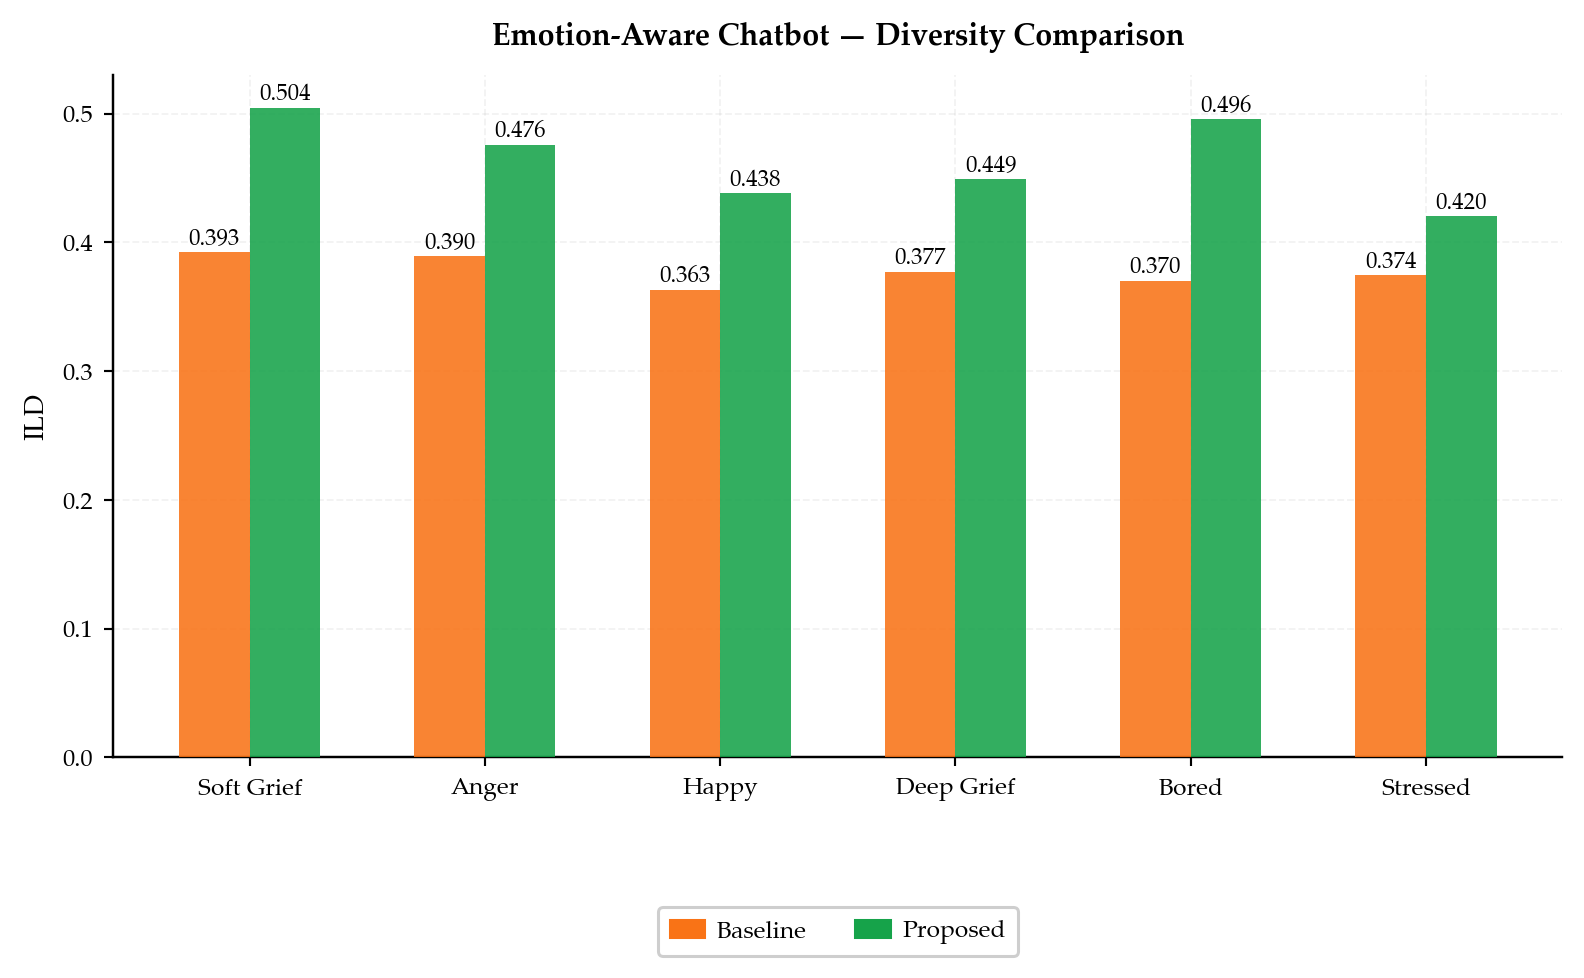 Emotion-Aware Chatbot — Diversity Comparison
ILD
0.5
0.4
0.3
0.2
0.1
0.0
0.393
0.504
0.390
0.476
0.363
0.438
0.377
0.449
0.370
0.496
0.374
0.420
Soft Grief
Anger
Happy
Deep Grief
Bored
Stressed
Baseline
Proposed